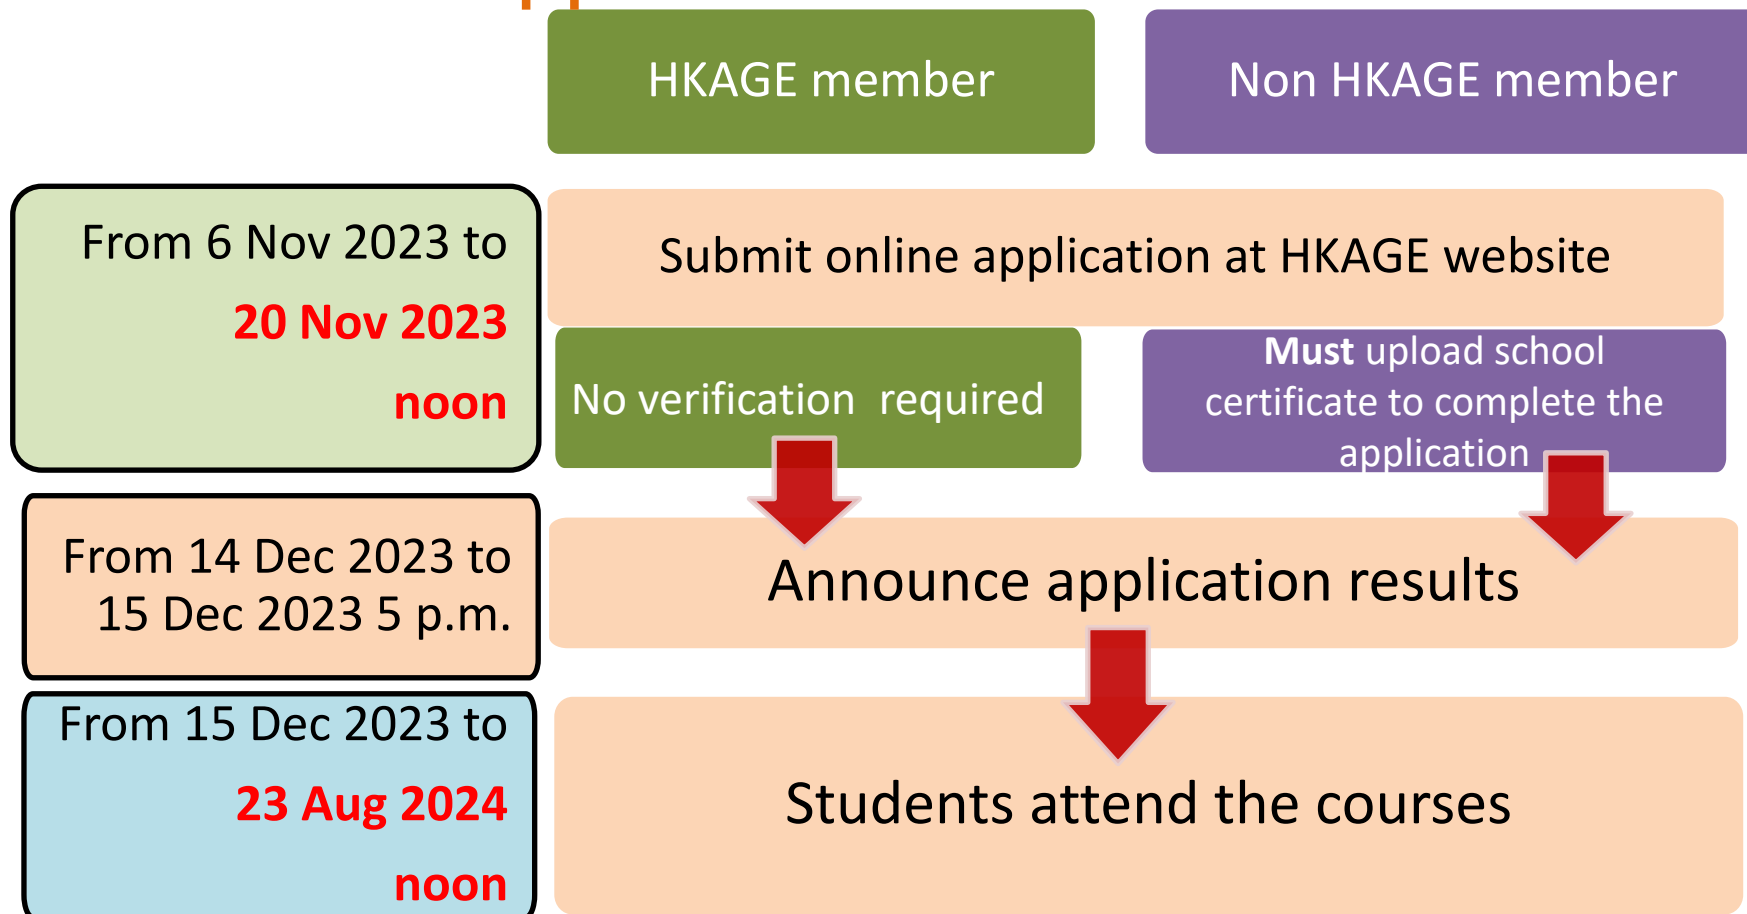 HKAGE member
Non HKAGE member
From 6 Nov 2023 to
20 Nov 2023
noon
Submit online application at HKAGE website
No verification  required
Must upload school
certificate to complete the
application
From 14 Dec 2023 to
15 Dec 2023 5 p.m.
Announce application results
From 15 Dec 2023 to
23 Aug 2024
noon
Students attend the courses